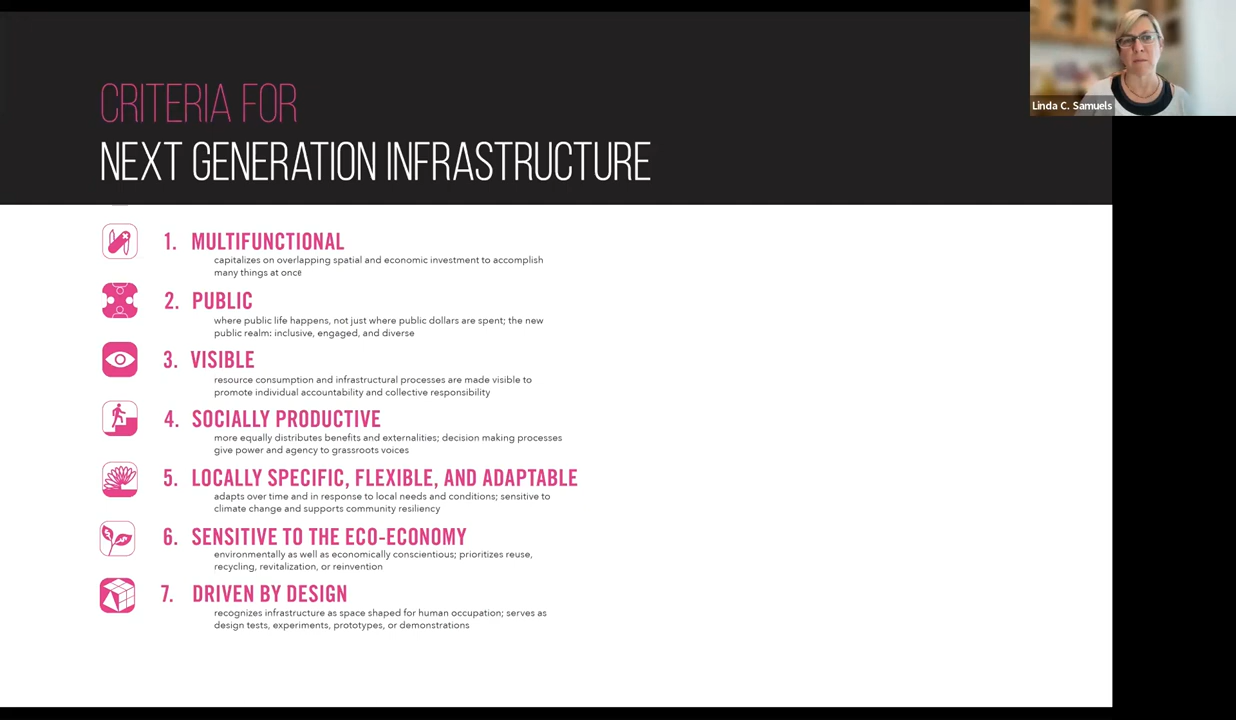 CRITERIA FOR
NEXT GENERATION INFRASTRUCTURE
Linda C. Samuels
1. MULTIFUNCTIONAL
capitalizes on overlapping spatial and economic investment to accomplish
many things at once
2. PUBLIC
where public life happens, not just where public dollars are spent; the new
public realm: inclusive, engaged, and diverse
3. VISIBLE
resource consumption and infrastructural processes are made visible to
promote individual accountability and collective responsibility
4. SOCIALLY PRODUCTIVE
more equally distributes benefits and externalities; decision making processes
give power and agency to grassroots voices
5. LOCALLY SPECIFIC, FLEXIBLE, AND ADAPTABLE
adapts over time and in response to local needs and conditions; sensitive to
climate change and supports community resiliency
6. SENSITIVE TO THE ECO-ECONOMY
environmentally as well as economically conscientious; prioritizes reuse,
recycling, revitalization, or reinvention
7. DRIVEN BY DESIGN
recognizes infrastructure as space shaped for human occupation; serves as
design tests, experiments, prototypes, or demonstrations